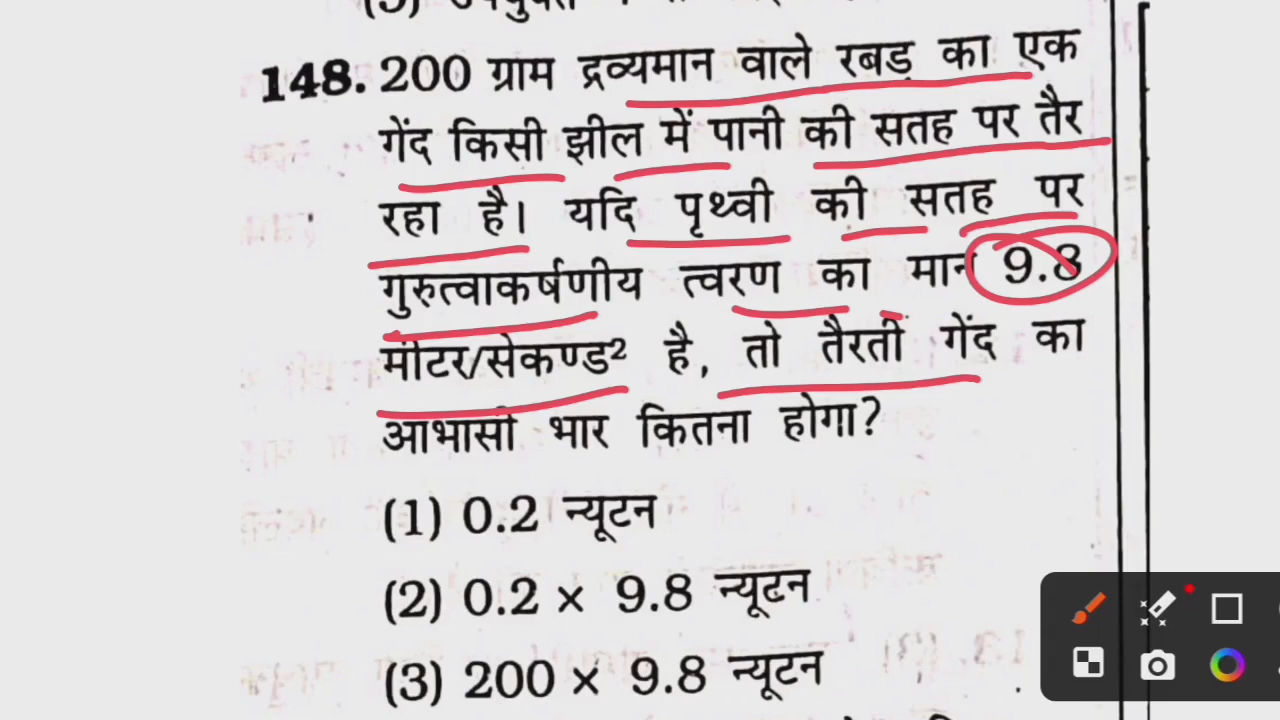 148. 200 ग्राम द्रव्यमान वाले रबड़ का एक
गेंद किसी झील में पानी की सतह पर तैर
रहा है। यदि पृथ्वी की सतह पर
गुरुत्वाकर्षणीय त्वरण का मान 9.8
मीटर/सेकण्ड² है, तो तैरती गेंद का
आभासी भार कितना होगा?
(1) 0.2 न्यूटन
(2) 0.2 × 9.8 न्यूटन
(3) 200 × 9.8 न्यूटन